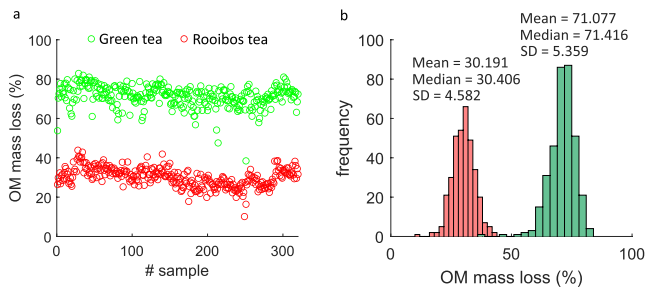 a
Green tea
Rooibos tea
100
80
60
40
20
0
OM mass loss (%)
0
100
200
300
# sample
b
Mean = 71.077
Median = 71.416
SD = 5.359
Mean = 30.191
Median = 30.406
SD = 4.582
100
80
60
40
20
0
frequency
0
50
100
OM mass loss (%)